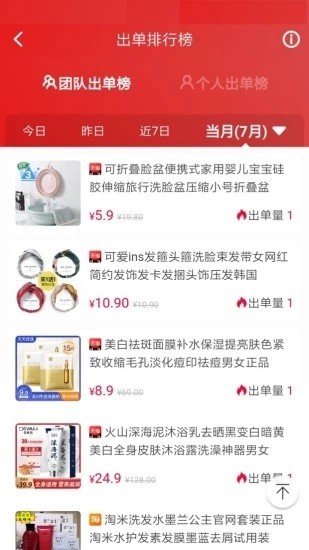 出单排行榜
团队出单榜
个人出单榜
今日 昨日 近7日 当月(7月)
可折叠脸盆便携式家用婴儿宝宝硅
胶伸缩旅行洗脸盆压缩小号折叠盆
¥5.9 ¥19.80 出单量 1
可爱ins发箍头箍洗脸束发带女网红
简约发饰发卡发捆头饰压发韩国
¥10.90 ¥10.90 出单量 1
美白祛斑面膜补水保湿提亮肤色紧
致收缩毛孔淡化痘印祛痘男女正品
¥8.9 ¥69.00 出单量 1
火山深海泥沐浴乳去晒黑变白暗黄
美白全身皮肤沐浴露洗澡神器男女
¥24.9 ¥128.00 出单量 1
淘 淘米洗发水墨兰公主官网套装正品
淘米水护发素发膜墨蓝去屑试用装